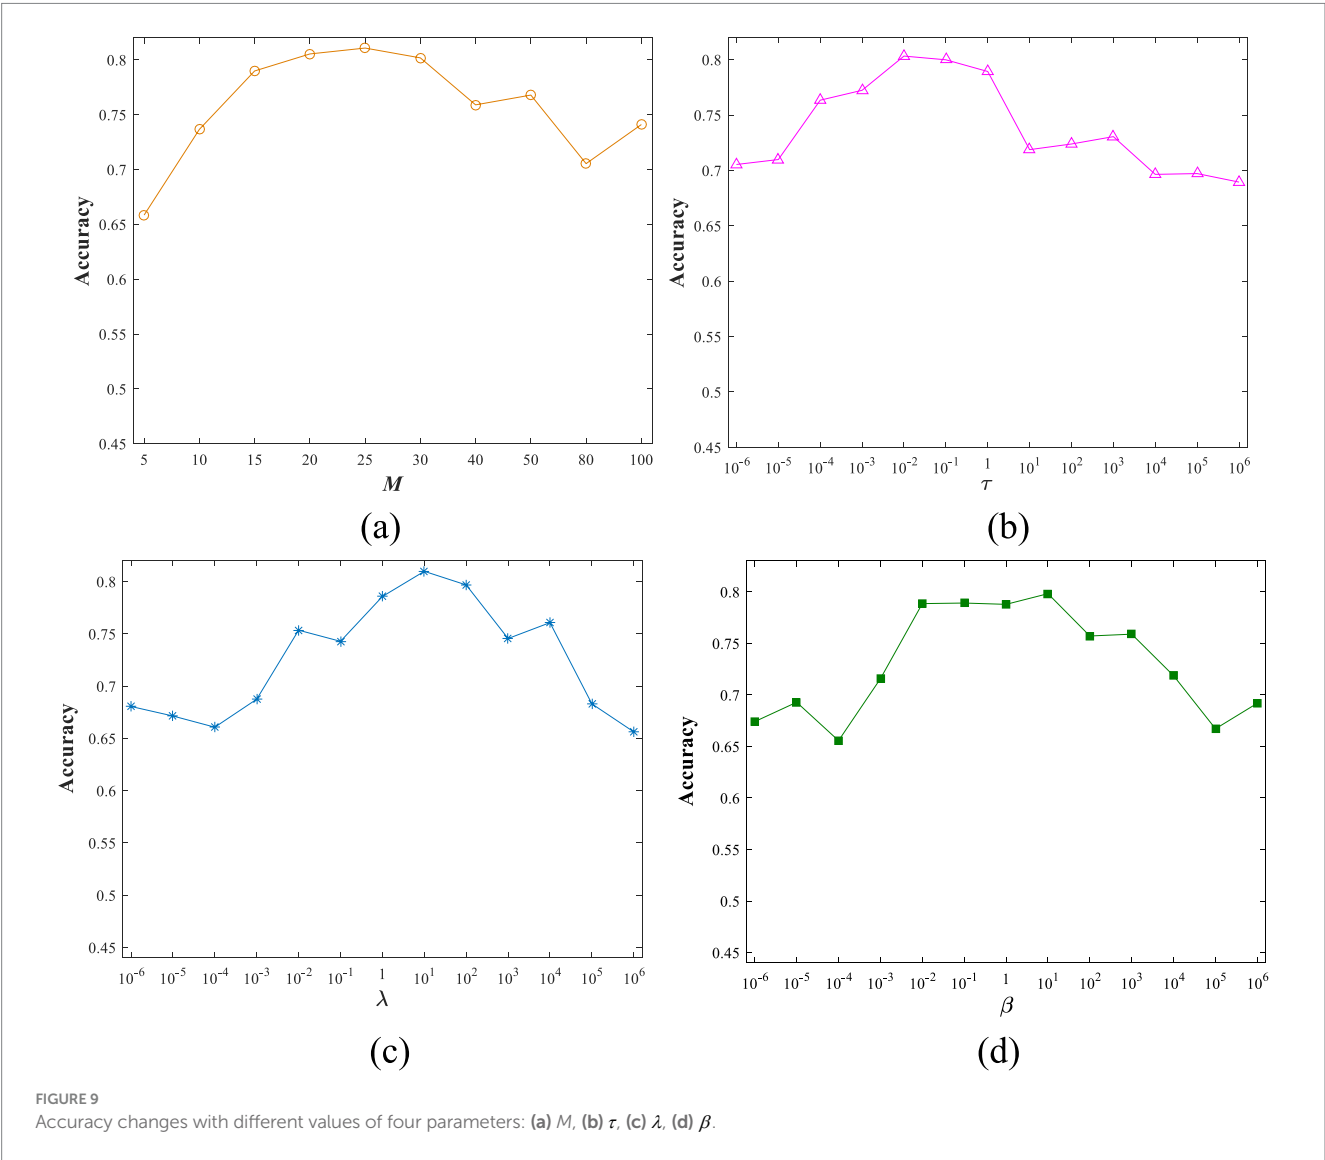 0.8
0.75
0.7
0.65
0.6
0.55
0.5
0.45
Accuracy
5 10 15 20 25 30 40 50 80 100
M
(a)
0.8
0.75
0.7
0.65
0.6
0.55
0.5
0.45
Accuracy
10⁻⁶ 10⁻⁵ 10⁻⁴ 10⁻³ 10⁻² 10⁻¹ 1 10¹ 10² 10³ 10⁴ 10⁵ 10⁶
τ
(b)
0.8
0.75
0.7
0.65
0.6
0.55
0.5
0.45
Accuracy
10⁻⁶ 10⁻⁵ 10⁻⁴ 10⁻³ 10⁻² 10⁻¹ 1 10¹ 10² 10³ 10⁴ 10⁵ 10⁶
λ
(c)
0.8
0.75
0.7
0.65
0.6
0.55
0.5
0.45
Accuracy
10⁻⁶ 10⁻⁵ 10⁻⁴ 10⁻³ 10⁻² 10⁻¹ 1 10¹ 10² 10³ 10⁴ 10⁵ 10⁶
β
(d)
FIGURE 9
Accuracy changes with different values of four parameters: (a) M, (b) τ, (c) λ, (d) β.